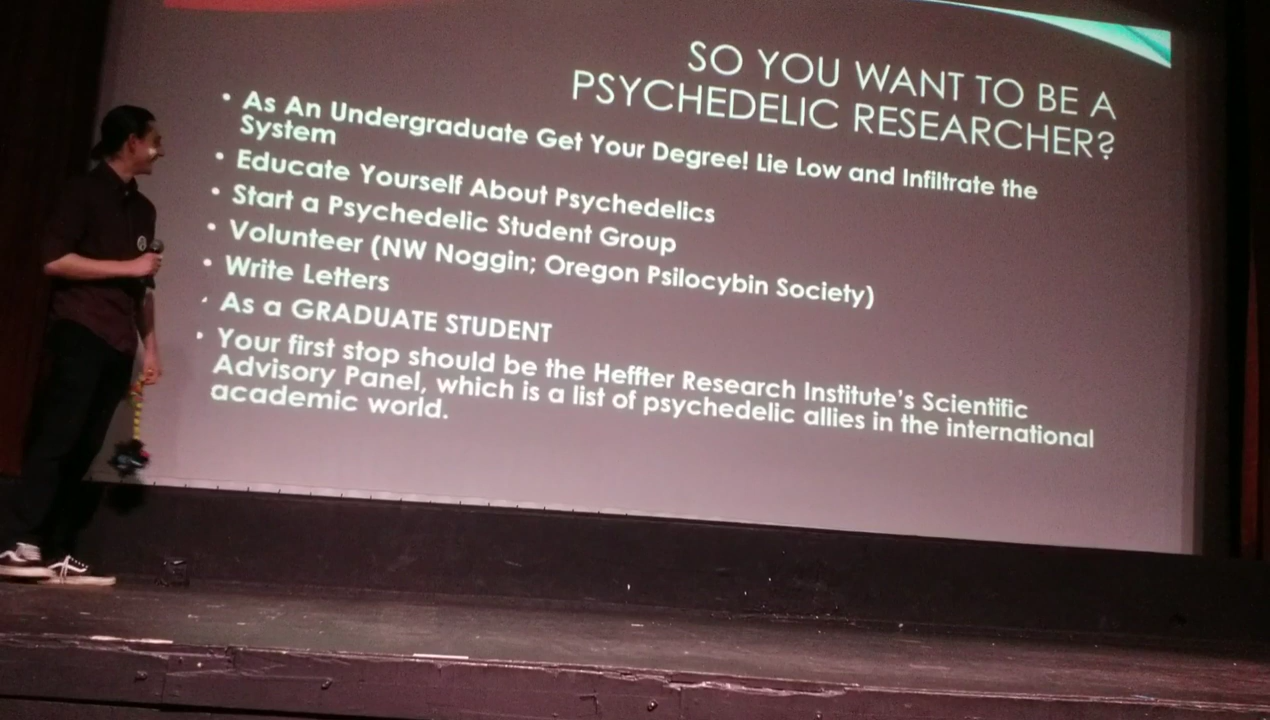 SO YOU WANT TO BE A
PSYCHEDELIC RESEARCHER?
• As An Undergraduate Get Your Degree! Lie Low and Infiltrate the
System
• Educate Yourself About Psychedelics
• Start a Psychedelic Student Group
• Volunteer (NW Noggin; Oregon Psilocybin Society)
• Write Letters
• As a GRADUATE STUDENT
• Your first stop should be the Heffter Research Institute's Scientific
Advisory Panel, which is a list of psychedelic allies in the international
academic world.